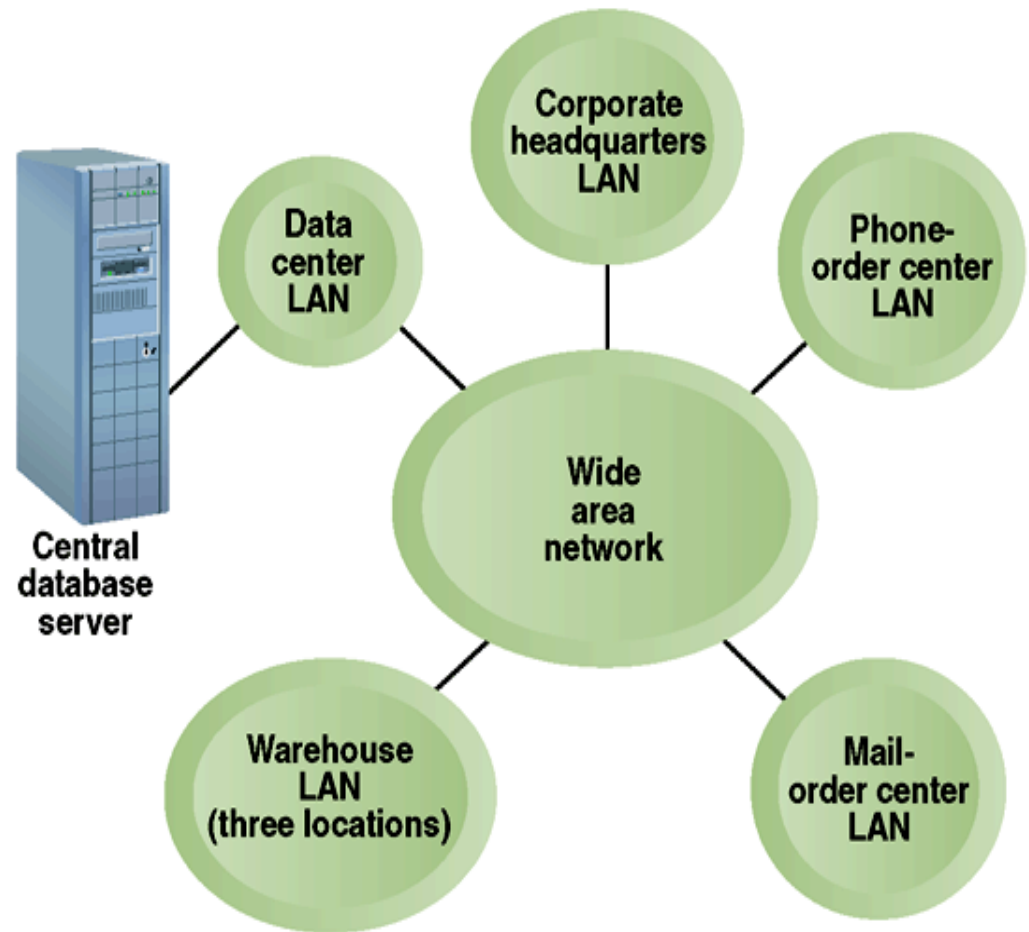 Corporate
headquarters
LAN
Data
center
LAN
Phone-
order center
LAN
Wide
area
network
Central
database
server
Warehouse
LAN
(three locations)
Mail-
order center
LAN